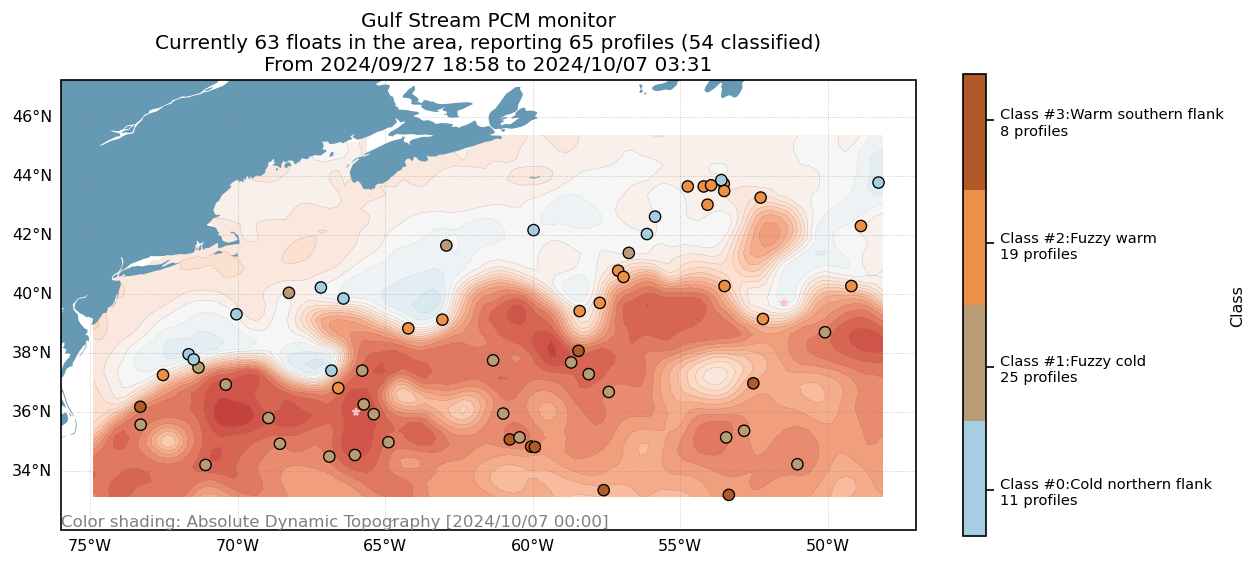 Gulf Stream PCM monitor
Currently 63 floats in the area, reporting 65 profiles (54 classified)
From 2024/09/27 18:58 to 2024/10/07 03:31
46°N
44°N
42°N
40°N
38°N
36°N
34°N
Color shading: Absolute Dynamic Topography [2024/10/07 00:00]
75°W
70°W
65°W
60°W
55°W
50°W
Class #3:Warm southern flank
8 profiles
Class #2:Fuzzy warm
19 profiles
Class #1:Fuzzy cold
25 profiles
Class #0:Cold northern flank
11 profiles
Class